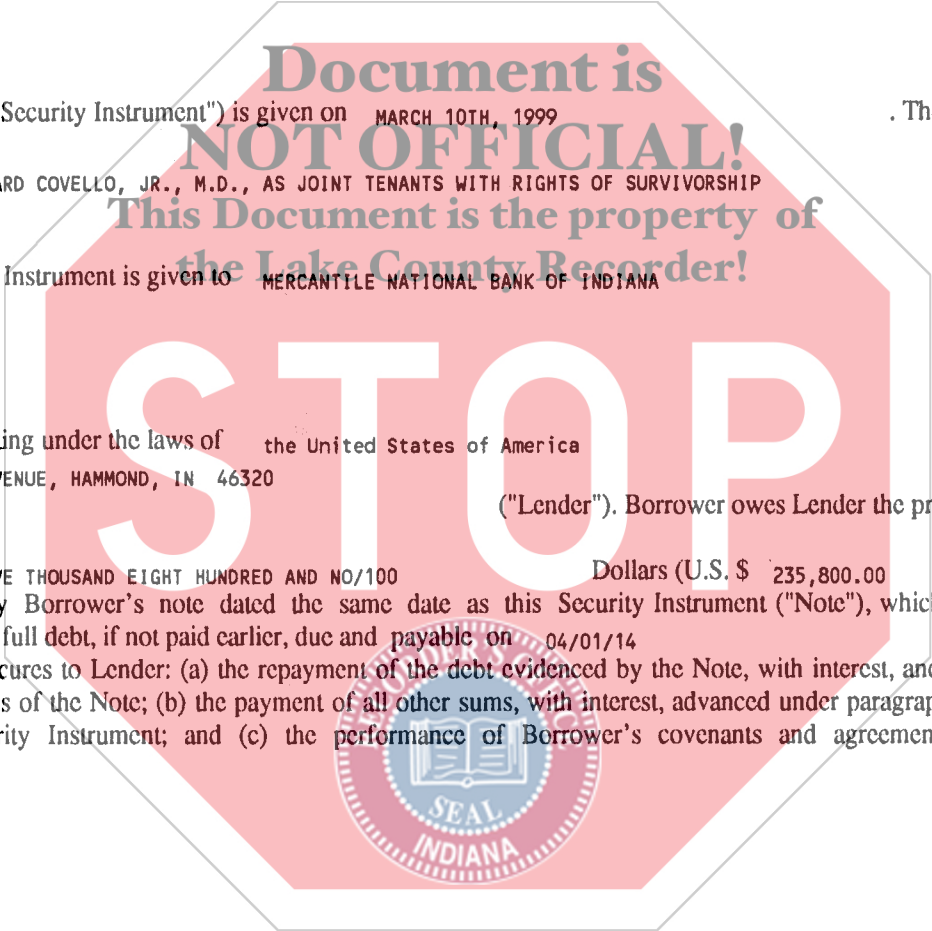 Document is
Security Instrument") is given on MARCH 10TH, 1999 . Th
NOT OFFICIAL!
ARD COVELLO, JR., M.D., AS JOINT TENANTS WITH RIGHTS OF SURVIVORSHIP
This Document is the property of
the Lake County Recorder!
Instrument is given to MERCANTILE NATIONAL BANK OF INDIANA
STOP
ing under the laws of the United States of America
VENUE, HAMMOND, IN 46320
("Lender"). Borrower owes Lender the pr
VE THOUSAND EIGHT HUNDRED AND NO/100 Dollars (U.S. $ 235,800.00
y Borrower's note dated the same date as this Security Instrument ("Note"), whic
full debt, if not paid earlier, due and payable on 04/01/14
cures to Lender: (a) the repayment of the debt evidenced by the Note, with interest, and
s of the Note; (b) the payment of all other sums, with interest, advanced under paragrap
rity Instrument; and (c) the performance of Borrower's covenants and agreemen
RECORDER'S OFFICE
SEAL
INDIANA